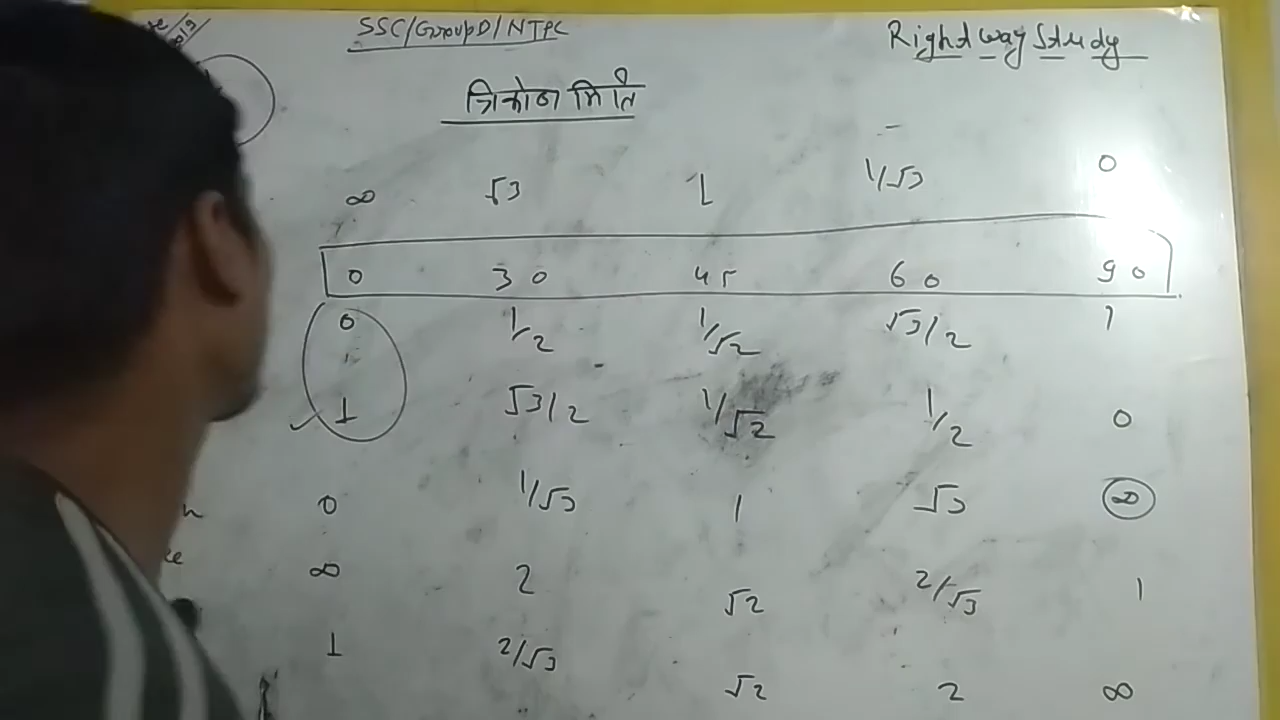 SSC/GroupD/NTPC Right way Study
त्रिकोणमिति
∞ √3 1 1/√3 0
0 30 45 60 90
0 1/2 1/√2 √3/2 1
1 √3/2 1/√2 1/2 0
0 1/√3 1 √3 ∞
∞ 2 √2 2/√3 1
1 2/√3 √2 2 ∞